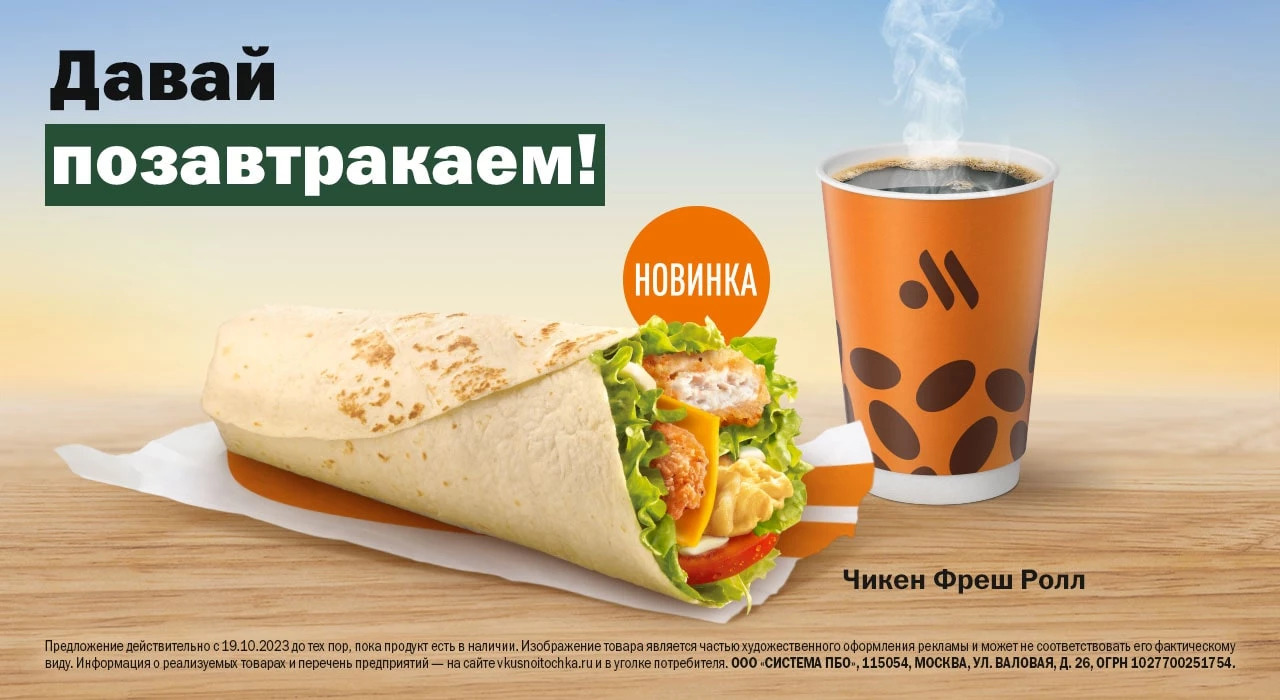 Давай
позавтракаем!
НОВИНКА
Чикен Фреш Ролл
Предложение действительно с 19.10.2023 до тех пор, пока продукт есть в наличии. Изображение товара является частью художественного оформления рекламы и может не соответствовать его фактическому
виду. Информация о реализуемых товарах и перечень предприятий — на сайте vkusnoitochka.ru и в уголке потребителя. ООО «СИСТЕМА ПБО», 115054, МОСКВА, УЛ. ВАЛОВАЯ, Д. 26, ОГРН 1027700251754.